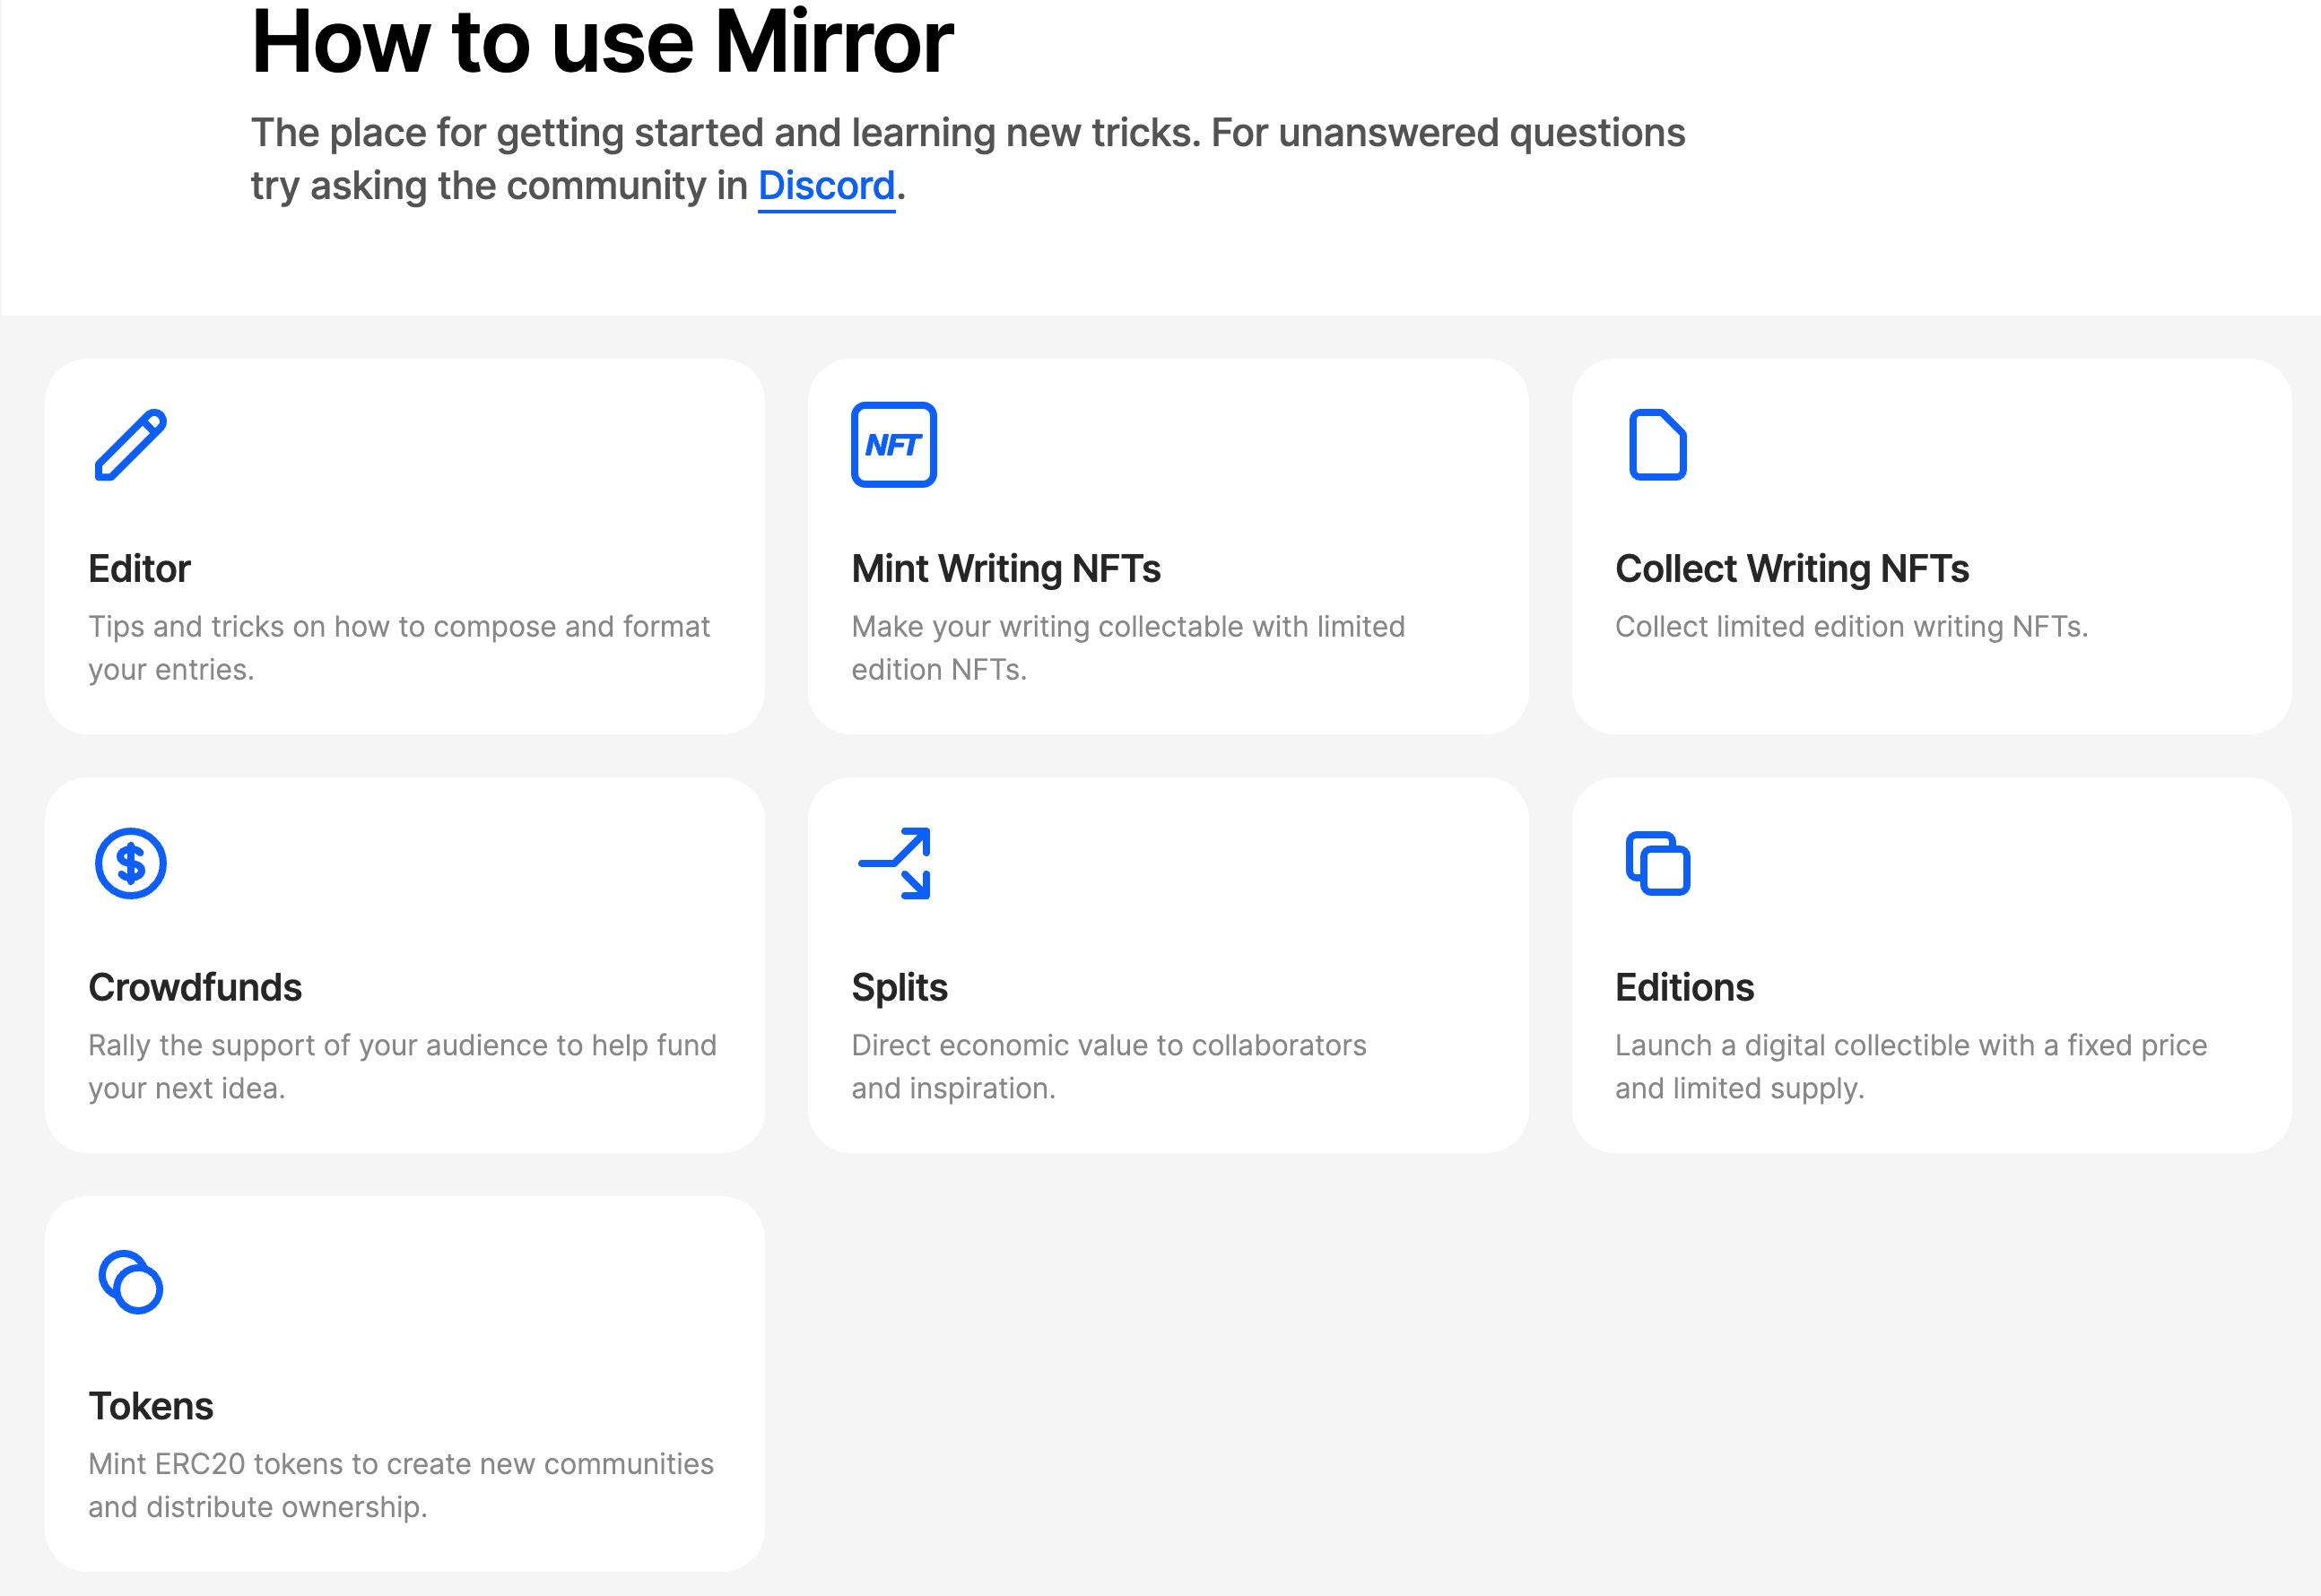 How to use Mirror
The place for getting started and learning new tricks. For unanswered questions
try asking the community in Discord.
NFT
Editor
Tips and tricks on how to compose and format
your entries.
Mint Writing NFTs
Make your writing collectable with limited
edition NFTs.
Collect Writing NFTs
Collect limited edition writing NFTs.
Crowdfunds
Rally the support of your audience to help fund
your next idea.
Splits
Direct economic value to collaborators
and inspiration.
Editions
Launch a digital collectible with a fixed price
and limited supply.
Tokens
Mint ERC20 tokens to create new communities
and distribute ownership.